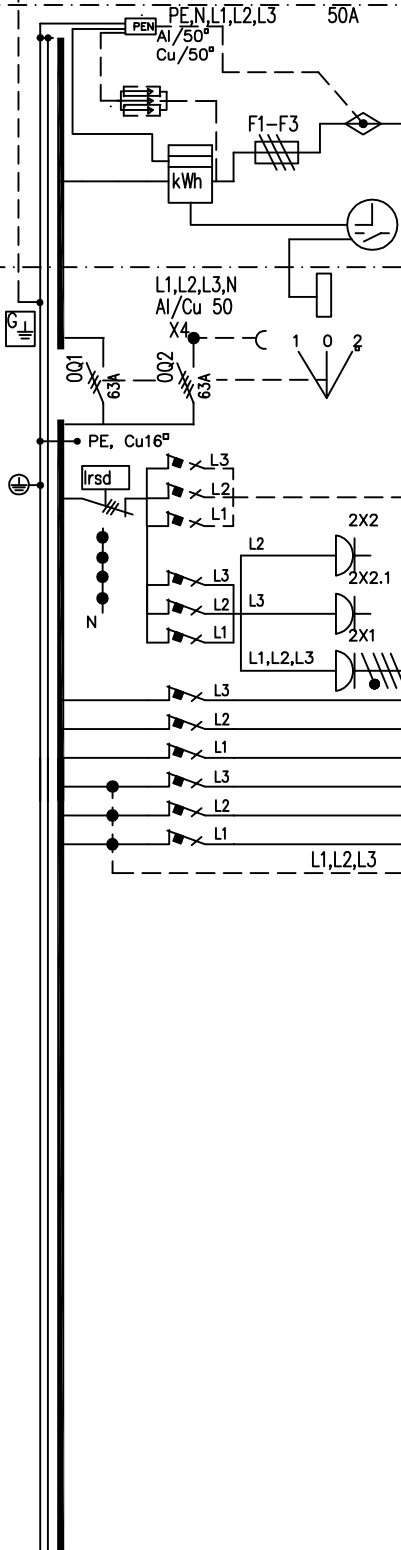 PE,N,L1,L2,L3 50A
PEN
Al/50▫
Cu/50▫
F1-F3
kWh
L1,L2,L3,N
Al/Cu 50
G
X4
1 0 2▫
0Q1 63A 0Q2 63A
PE, Cu16▫
Irsd
L3
L2
L1
2X2
L2
2X2.1
L3
L2 L3
N
L1
2X1
L1,L2,L3
L3
L2
L1
L3
L2
L1
L1,L2,L3